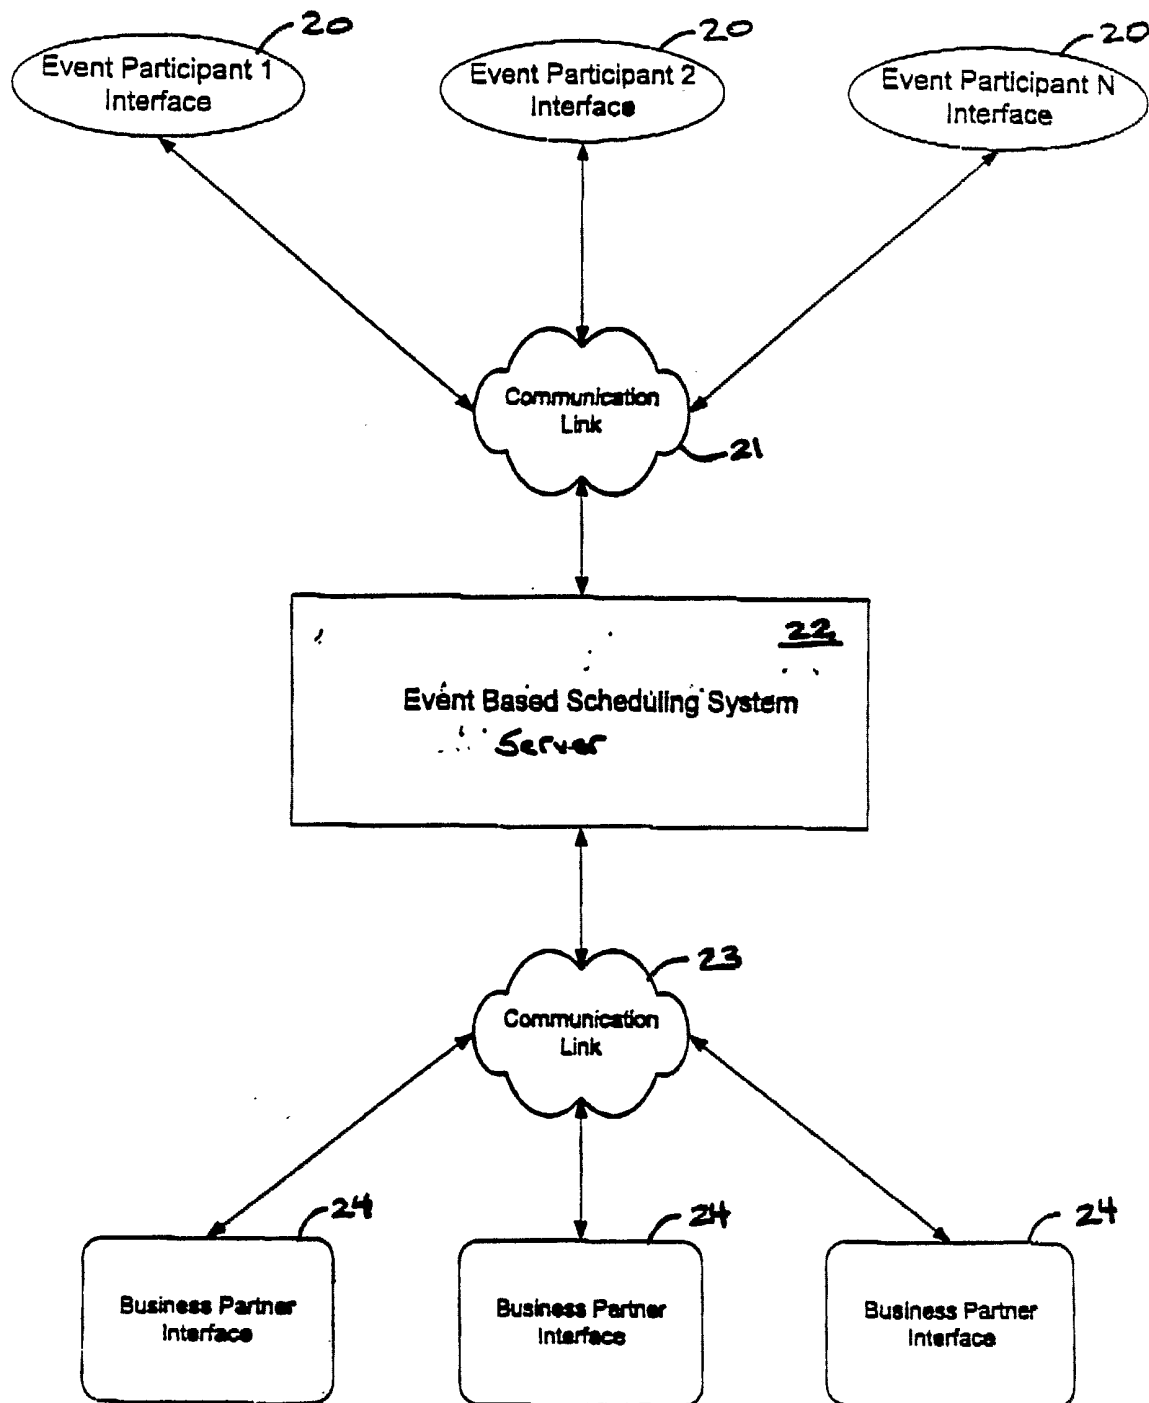 20
20
20
Event Participant 1
Interface
Event Participant 2
Interface
Event Participant N
Interface
Communication
Link
21
22
Event Based Scheduling System
Server
23
Communication
Link
24
24
24
Business Partner
Interface
Business Partner
Interface
Business Partner
Interface